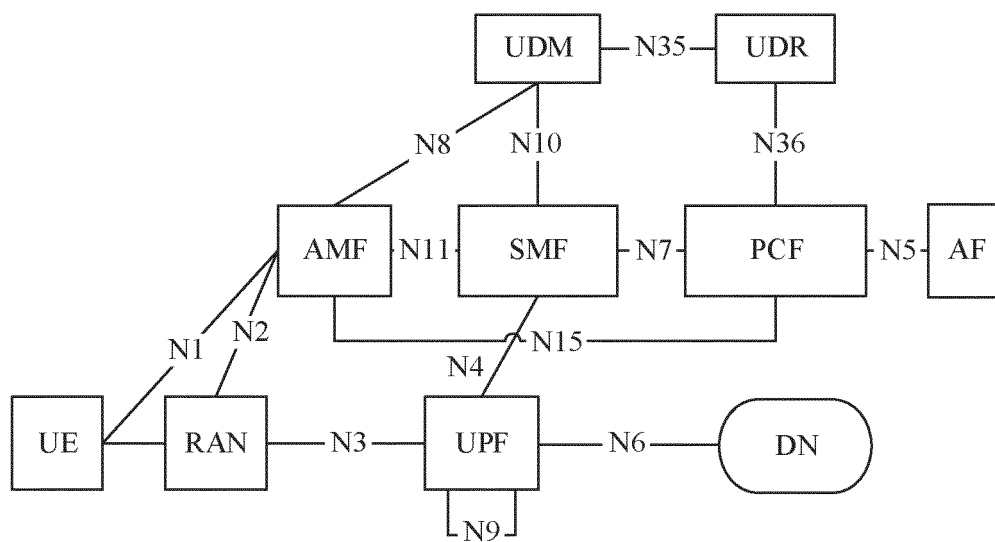 UDM N35 UDR
N8 N10 N36
AMF N11 SMF N7 PCF N5 AF
N1 N2 N4 N15
UE RAN N3 UPF N6 DN
N9